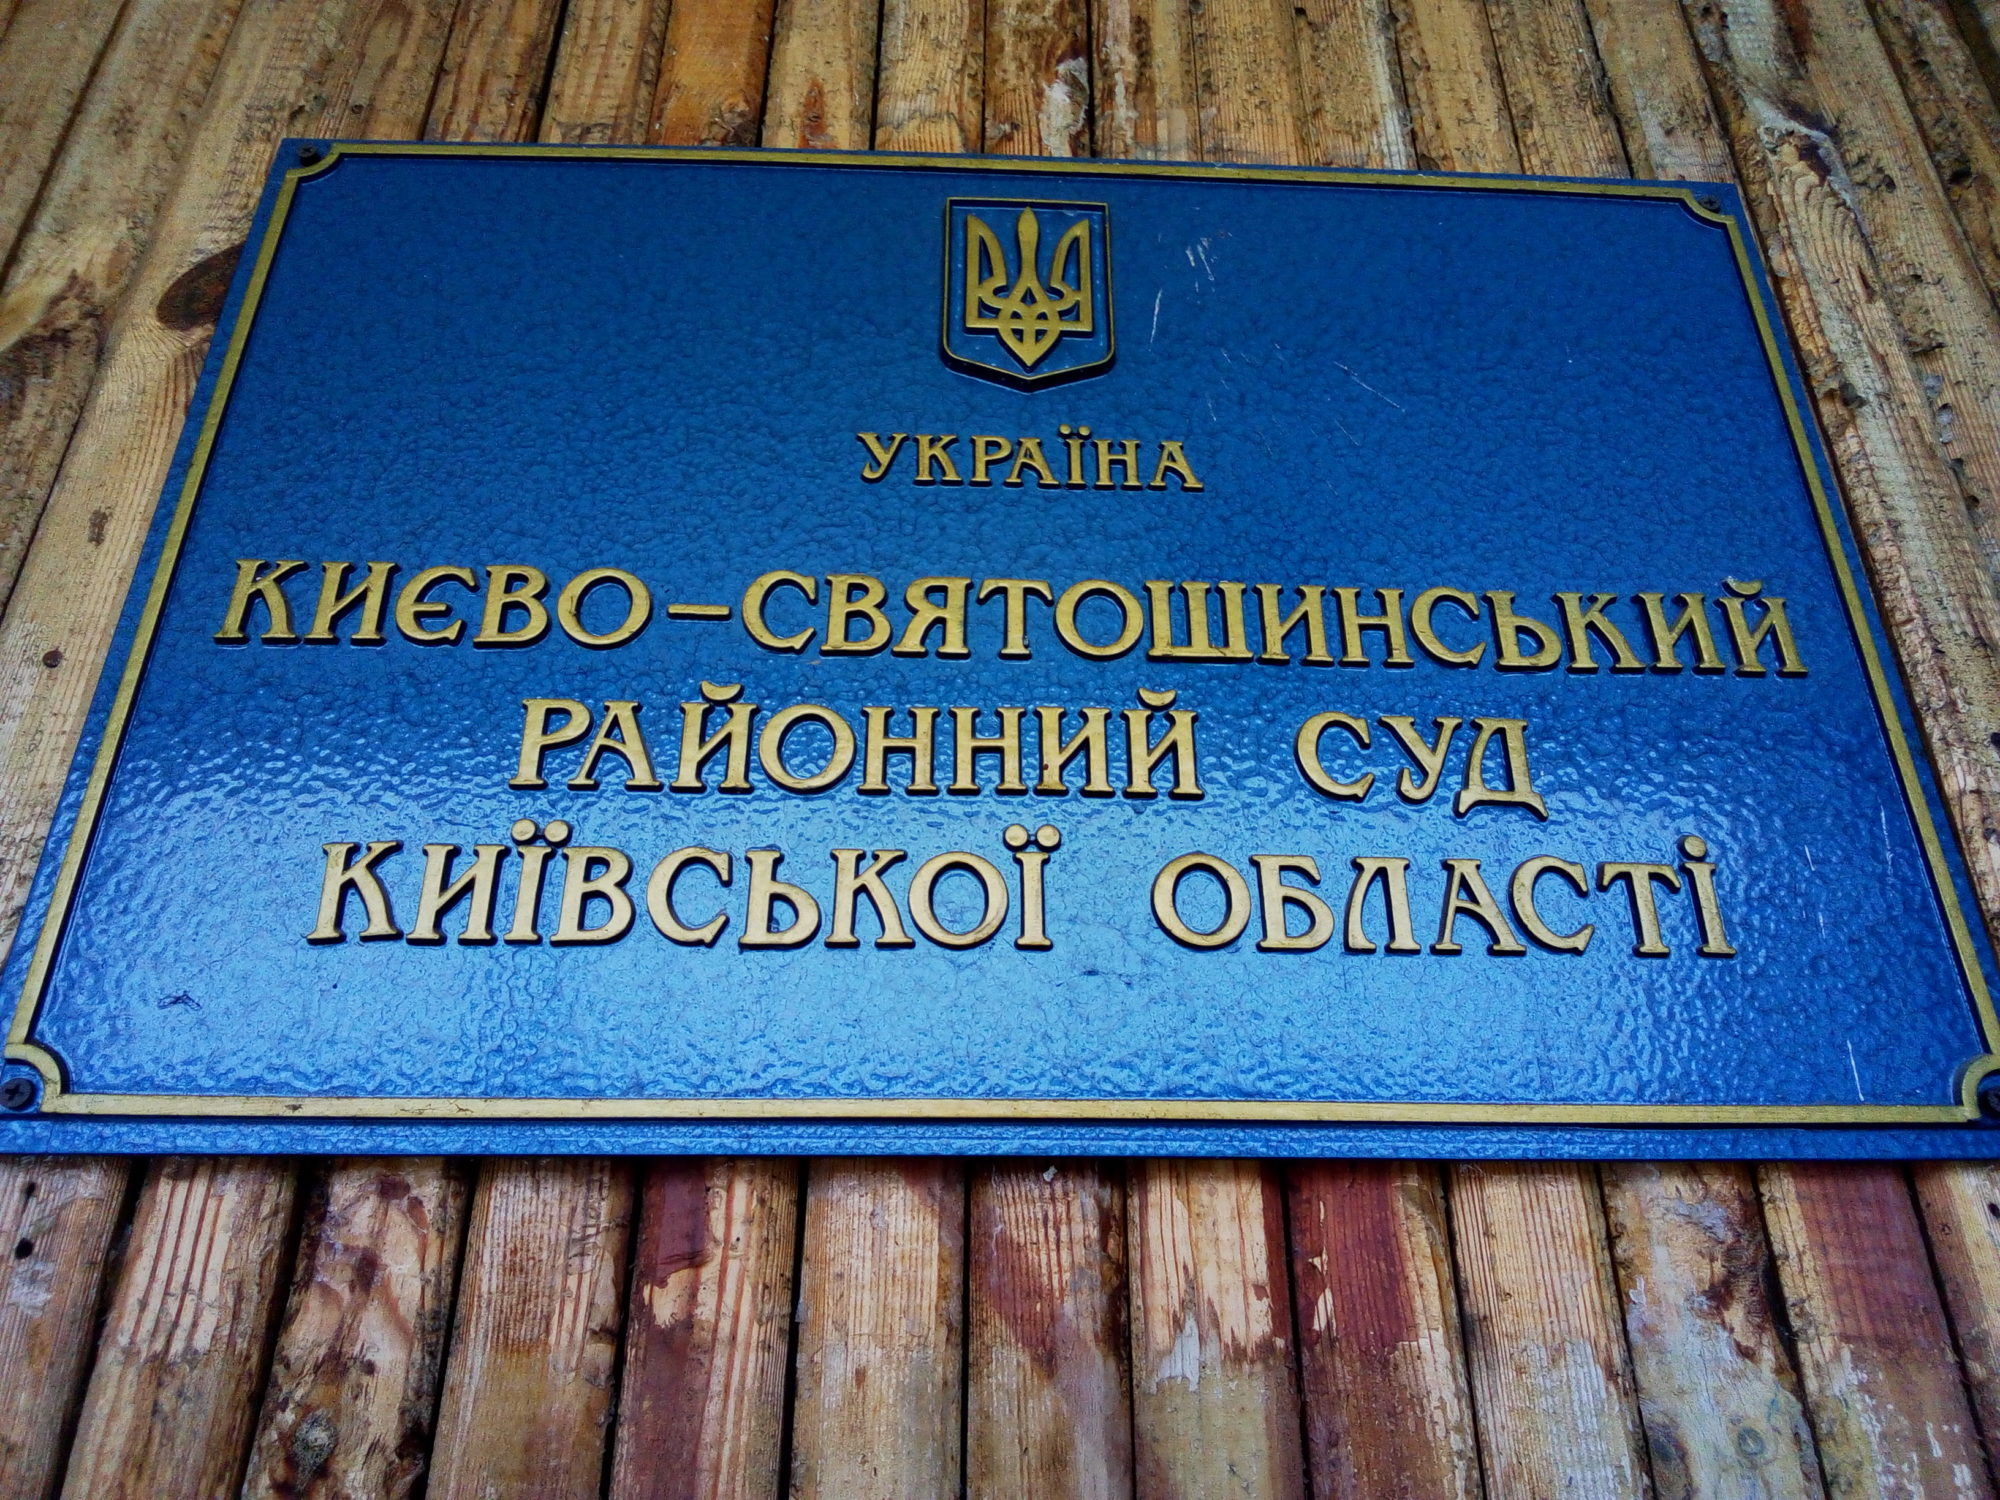 УКРАЇНА
КИЄВО-СВЯТОШИНСЬКИЙ
РАЙОННИЙ СУД
КИЇВСЬКОЇ ОБЛАСТІ